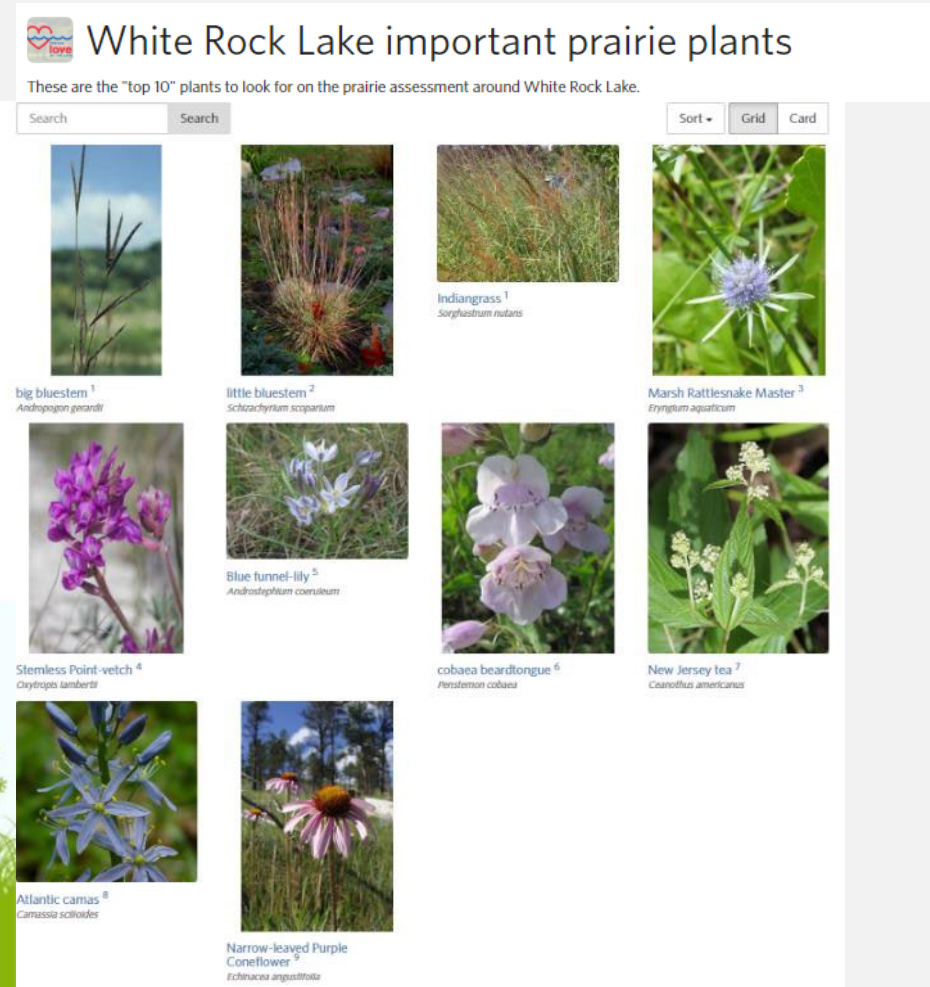 love
White Rock Lake important prairie plants
These are the "top 10" plants to look for on the prairie assessment around White Rock Lake.
Search
Search
Sort
Grid
Card
big bluestem 1
Andropogon gerardii
little bluestem 2
Schizachyrium scoparium
Indiangrass 1
Sorghastrum nutans
Marsh Rattlesnake Master 3
Eryngium aquaticum
Stemless Point-vetch 4
Oxytropis lambertii
Blue funnel-lily 5
Androstephium coeruleum
cobaea beardtongue 6
Penstemon cobaea
New Jersey tea 7
Ceanothus americanus
Atlantic camas 8
Camassia scilloides
Narrow-leaved Purple
Coneflower 9
Echinacea angustifolia